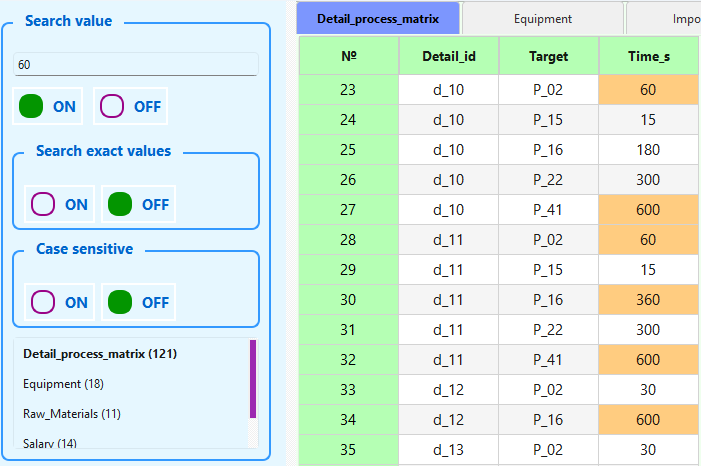 Search value
60
ON OFF
Search exact values
ON OFF
Case sensitive
ON OFF
Detail_process_matrix (121)
Equipment (18)
Raw_Materials (11)
Salary (14)
Detail_process_matrix Equipment Impo
№ Detail_id Target Time_s
23 d_10 P_02 60
24 d_10 P_15 15
25 d_10 P_16 180
26 d_10 P_22 300
27 d_10 P_41 600
28 d_11 P_02 60
29 d_11 P_15 15
30 d_11 P_16 360
31 d_11 P_22 300
32 d_11 P_41 600
33 d_12 P_02 30
34 d_12 P_16 600
35 d_13 P_02 30